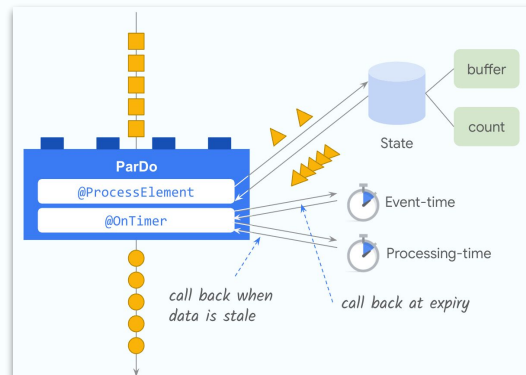 buffer
count
State
ParDo
@ProcessElement
@OnTimer
Event-time
Processing-time
call back when
data is stale
call back at expiry